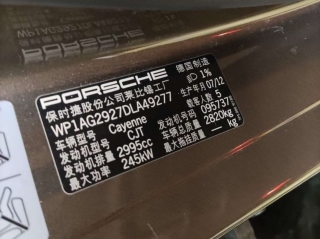 PORSCHE
保时捷股份公司莱比锡工厂 德国制造
WP1AG2927DLA49277
车辆型号 Cayenne 生产年月 07/12
发动机型号 CJT 乘坐人数 5
发动机排量 2995cc 发动机号 095737
最大功率 245kW 最大总质量 2820kg
最大拖挂质量 — kg